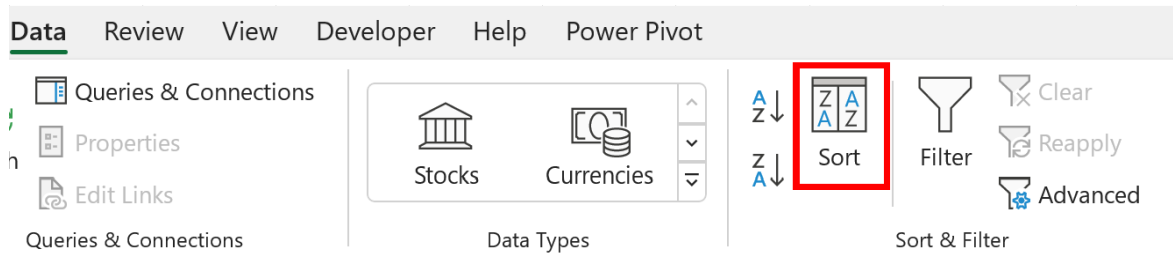 Data Review View Developer Help Power Pivot
Queries & Connections
Properties
Edit Links
Queries & Connections
Stocks
Currencies
Data Types
A
Z
Z
A
Z A
A Z
Sort
Filter
Clear
Reapply
Advanced
Sort & Filter